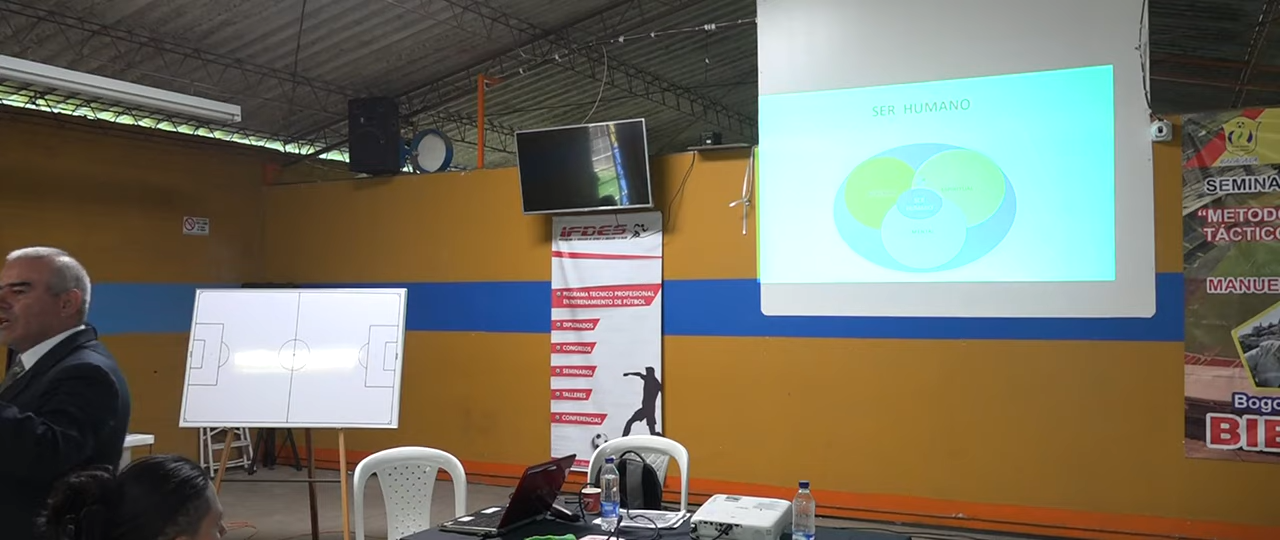 SER HUMANO
IFDES
PROGRAMA TECNICO PROFESIONAL
ENTRENAMIENTO DE FÚTBOL
DIPLOMADOS
CONGRESOS
SEMINARIOS
TALLERES
CONFERENCIAS
SEMINA
"METODO
TÁCTICO
MANUE
Bogo
BIE